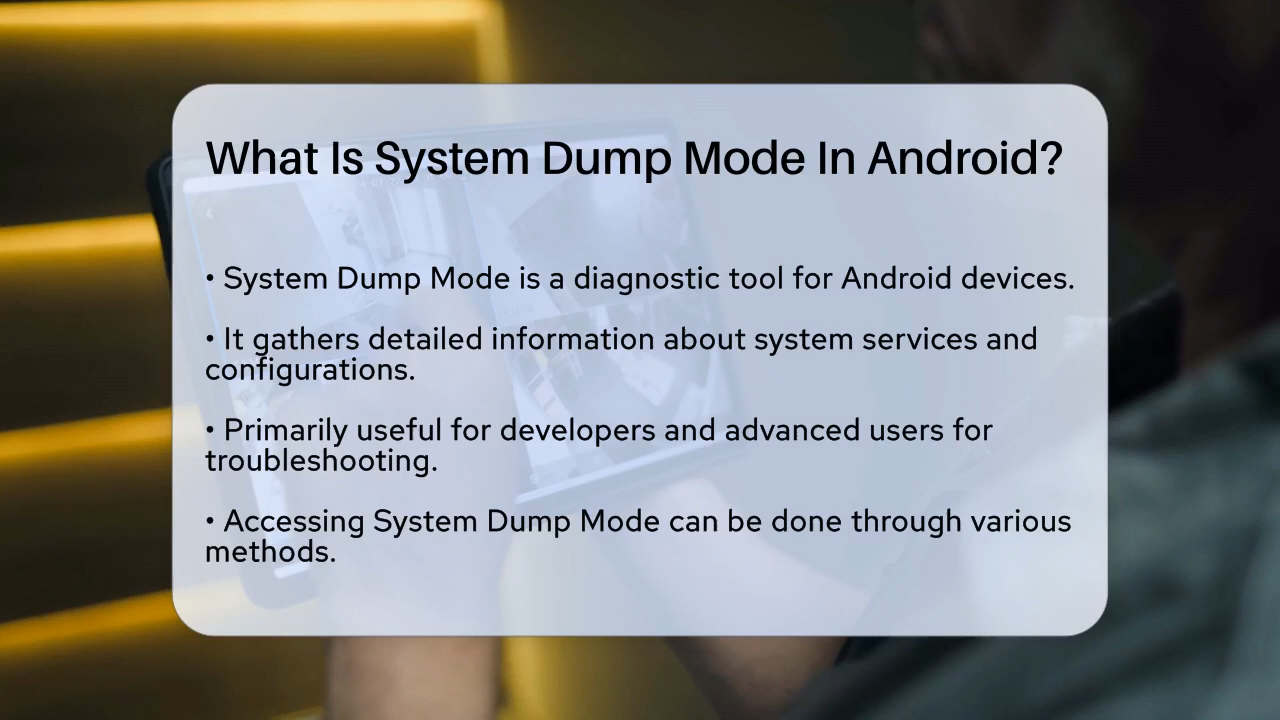 What Is System Dump Mode In Android?
• System Dump Mode is a diagnostic tool for Android devices.
• It gathers detailed information about system services and
configurations.
• Primarily useful for developers and advanced users for
troubleshooting.
• Accessing System Dump Mode can be done through various
methods.